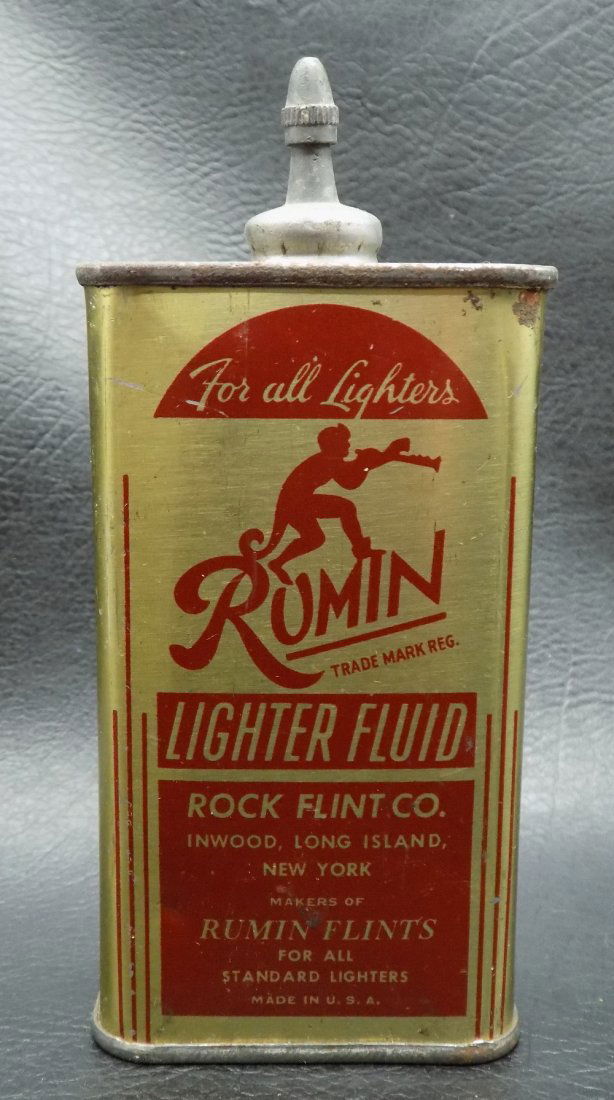 For all Lighters
RUMIN
TRADE MARK REG.
LIGHTER FLUID
ROCK FLINT CO.
INWOOD, LONG ISLAND,
NEW YORK
MAKERS OF
RUMIN FLINTS
FOR ALL
STANDARD LIGHTERS
MADE IN U.S.A.